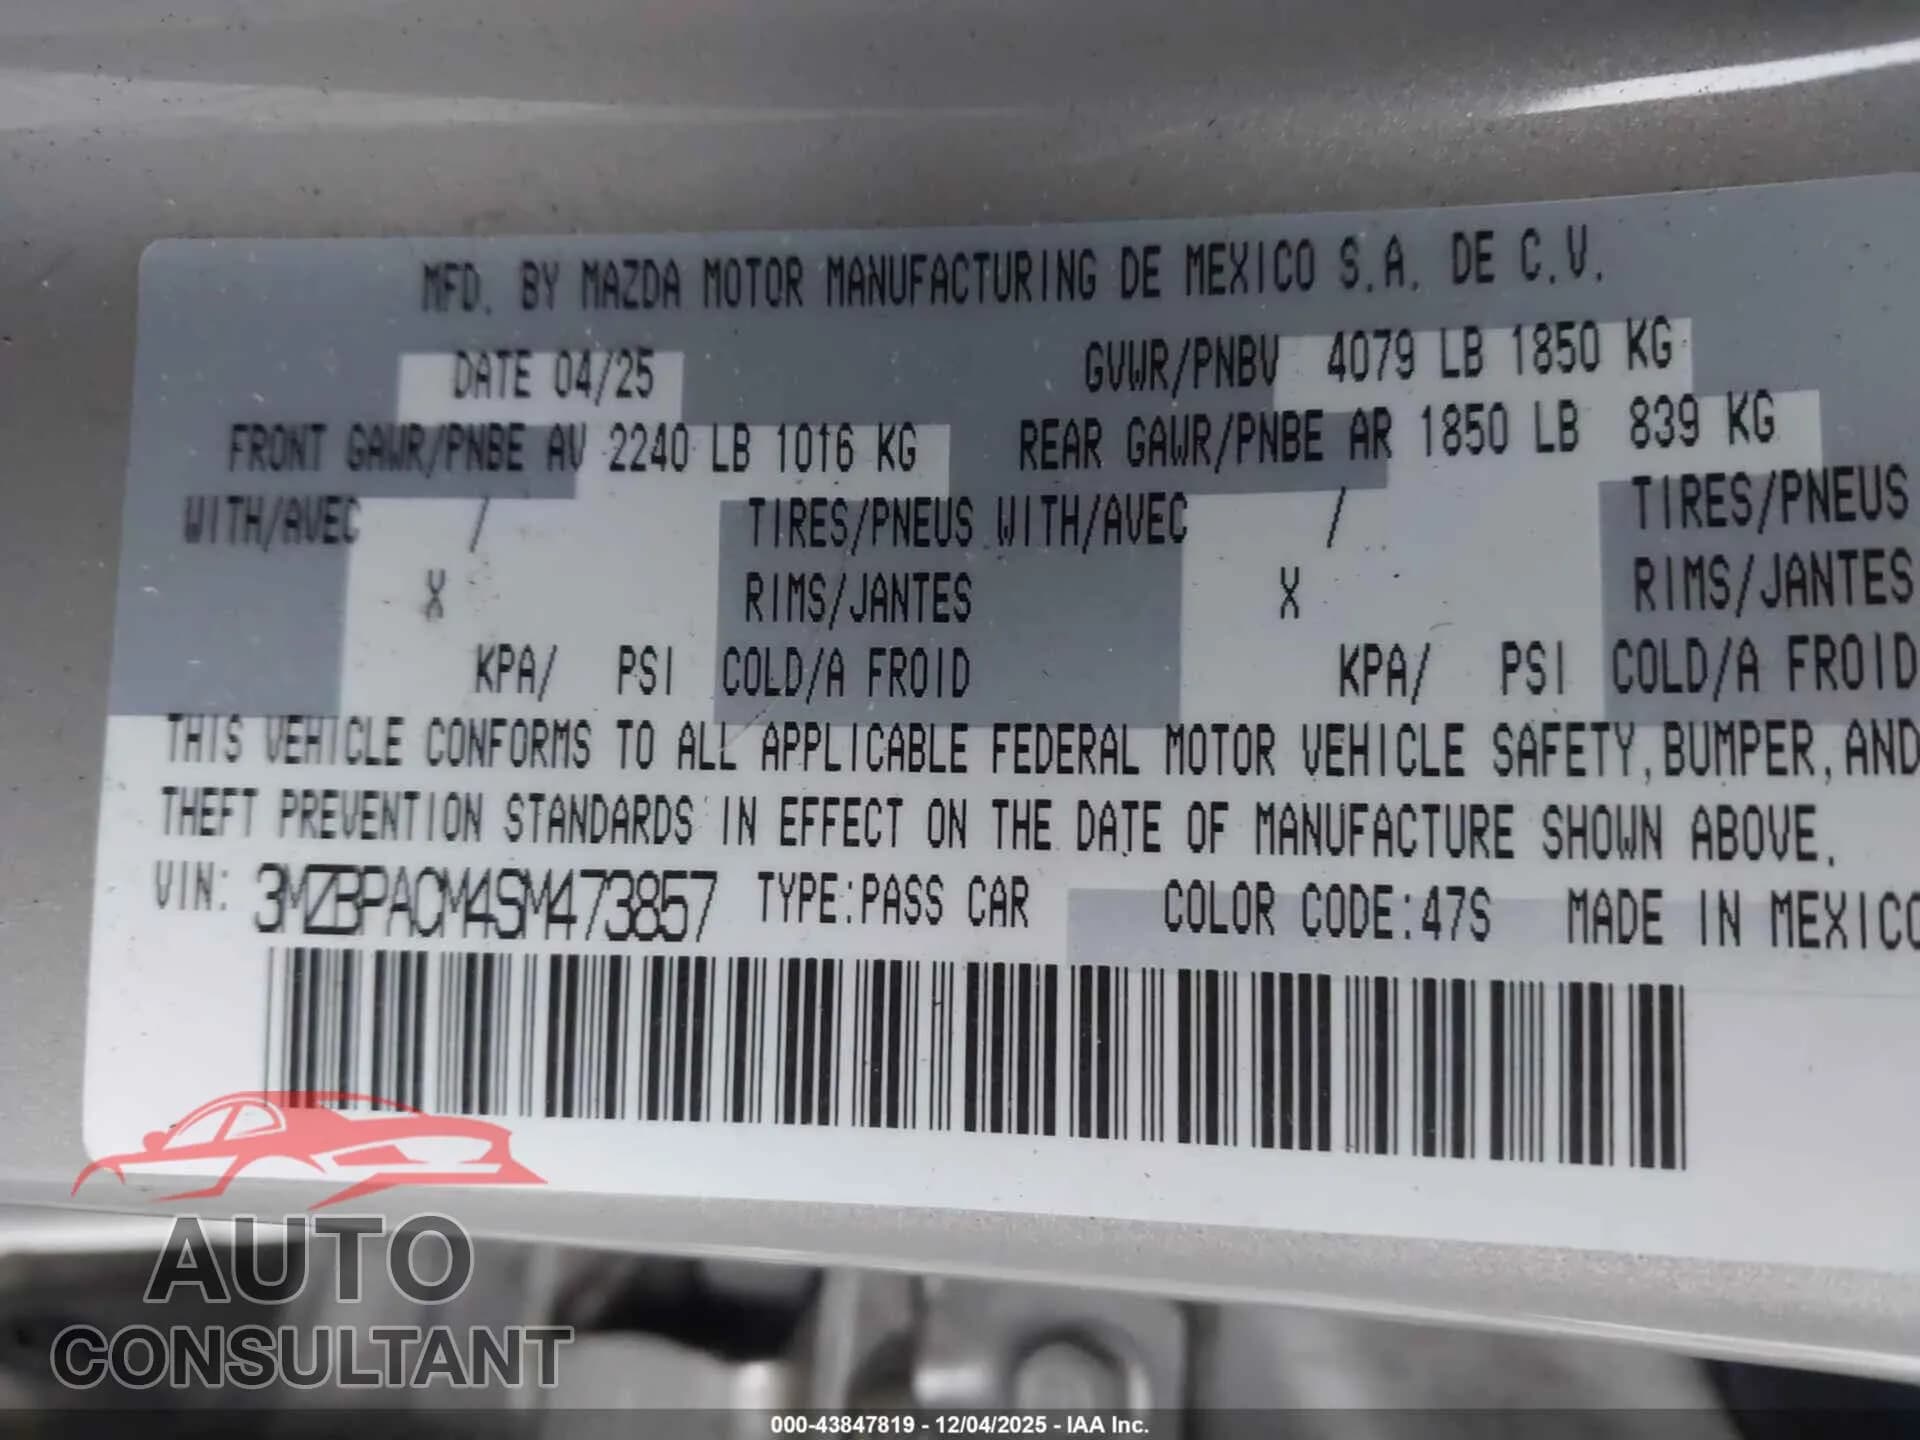 MFD. BY MAZDA MOTOR MANUFACTURING DE MEXICO S.A. DE C.V.
DATE 04/25 GVWR/PNBV 4079 LB 1850 KG
FRONT GAWR/PNBE AV 2240 LB 1016 KG REAR GAWR/PNBE AR 1850 LB 839 KG
WITH/AVEC / TIRES/PNEUS WITH/AVEC / TIRES/PNEUS
X RIMS/JANTES X RIMS/JANTES
KPA/ PSI COLD/A FROID KPA/ PSI COLD/A FROID
THIS VEHICLE CONFORMS TO ALL APPLICABLE FEDERAL MOTOR VEHICLE SAFETY, BUMPER, AND
THEFT PREVENTION STANDARDS IN EFFECT ON THE DATE OF MANUFACTURE SHOWN ABOVE.
VIN: 3MZBPACM4SM473857 TYPE:PASS CAR COLOR CODE:47S MADE IN MEXICO
AUTO
CONSULTANT
000-43847819 - 12/04/2025 - IAA Inc.